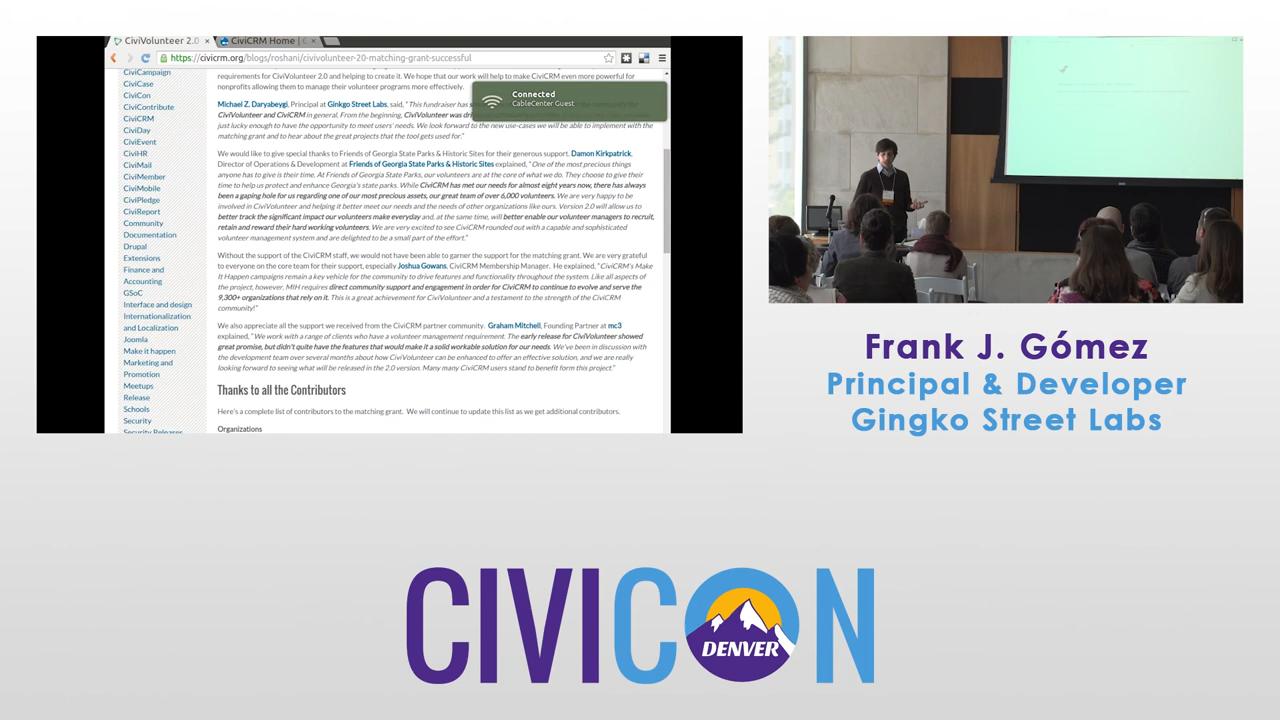 CiviVolunteer 2.0 ×
CiviCRM Home | C ×
https://civicrm.org/blogs/roshani/civivolunteer-20-matching-grant-successful
CiviCampaign
CiviCase
CiviCon
CiviContribute
CiviCRM
CiviDay
CiviEvent
CiviHR
CiviMail
CiviMember
CiviMobile
CiviPledge
CiviReport
Community
Documentation
Drupal
Extensions
Finance and
Accounting
GSoC
Interface and design
Internationalization
and Localization
Joomla
Make it happen
Marketing and
Promotion
Meetups
Release
Schools
Security
Security Releases
requirements for CiviVolunteer 2.0 and helping to create it. We hope that our work will help to make CiviCRM even more powerful for
nonprofits allowing them to manage their volunteer programs more effectively.
Connected
CableCenter Guest
Michael Z. Daryabeygi, Principal at Ginkgo Street Labs, said, "This fundraiser has
CiviVolunteer and CiviCRM in general. From the beginning, CiviVolunteer was
just lucky enough to have the opportunity to meet users' needs. We look forward to the new use-cases we will be able to implement with the
matching grant and to hear about the great projects that the tool gets used for."
We would like to give special thanks to Friends of Georgia State Parks & Historic Sites for their generous support. Damon Kirkpatrick,
Director of Operations & Development at Friends of Georgia State Parks & Historic Sites explained, "One of the most precious things
anyone has to give is their time. At Friends of Georgia State Parks, our volunteers are at the core of what we do. They choose to give their
time to help us protect and enhance Georgia's state parks. While CiviCRM has met our needs for almost eight years now, there has always
been a gaping hole for us regarding one of our most precious assets, our great team of over 6,000 volunteers. We are very happy to be
involved in CiviVolunteer and helping it better meet our needs and the needs of other organizations like ours. Version 2.0 will allow us to
better track the significant impact our volunteers make everyday and, at the same time, will better enable our volunteer managers to recruit,
retain and reward their hard working volunteers. We are very excited to see CiviCRM rounded out with a capable and sophisticated
volunteer management system and are delighted to be a small part of the effort."
Without the support of the CiviCRM staff, we would not have been able to garner the support for the matching grant. We are very grateful
to everyone on the core team for their support, especially Joshua Gowans, CiviCRM Membership Manager. He explained, "CiviCRM's Make
It Happen campaigns remain a key vehicle for the community to drive features and functionality throughout the system. Like all aspects of
the project, however, MIH requires direct community support and engagement in order for CiviCRM to continue to evolve and serve the
9,300+ organizations that rely on it. This is a great achievement for CiviVolunteer and a testament to the strength of the CiviCRM
community!"
We also appreciate all the support we received from the CiviCRM partner community. Graham Mitchell, Founding Partner at mc3
explained, "We work with a range of clients who have a volunteer management requirement. The early release for CiviVolunteer showed
great promise, but didn't quite have the features that would make it a solid workable solution for our needs. We've been in discussion with
the development team over several months about how CiviVolunteer can be enhanced to offer an effective solution, and we are really
looking forward to seeing what will be released in the 2.0 version. Many many CiviCRM users stand to benefit form this project."
Thanks to all the Contributors
Here's a complete list of contributors to the matching grant. We will continue to update this list as we get additional contributors.
Organizations
Frank J. Gómez
Principal & Developer
Gingko Street Labs
CIVICON
DENVER